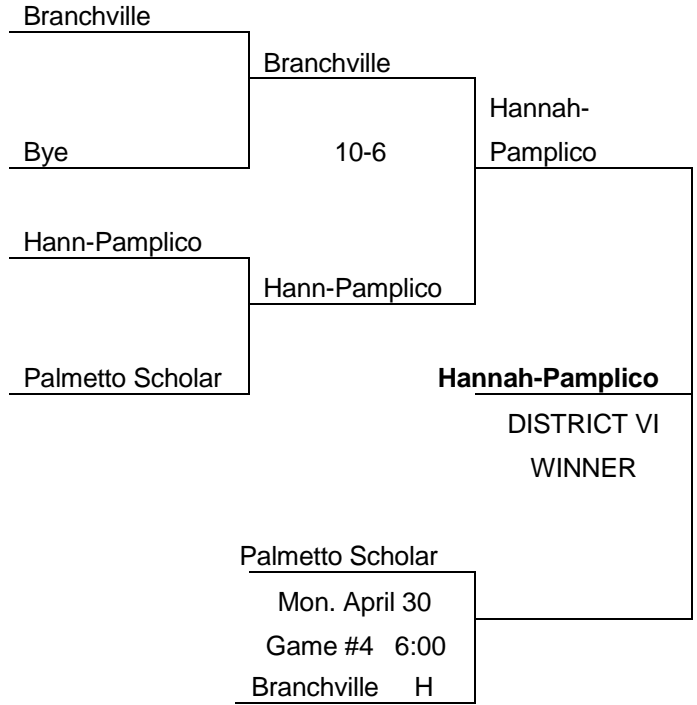 Branchville
Branchville
Hannah-
Bye 10-6 Pamplico
Hann-Pamplico
Hann-Pamplico
Palmetto Scholar Hannah-Pamplico
DISTRICT VI
WINNER
Palmetto Scholar
Mon. April 30
Game #4 6:00
Branchville H